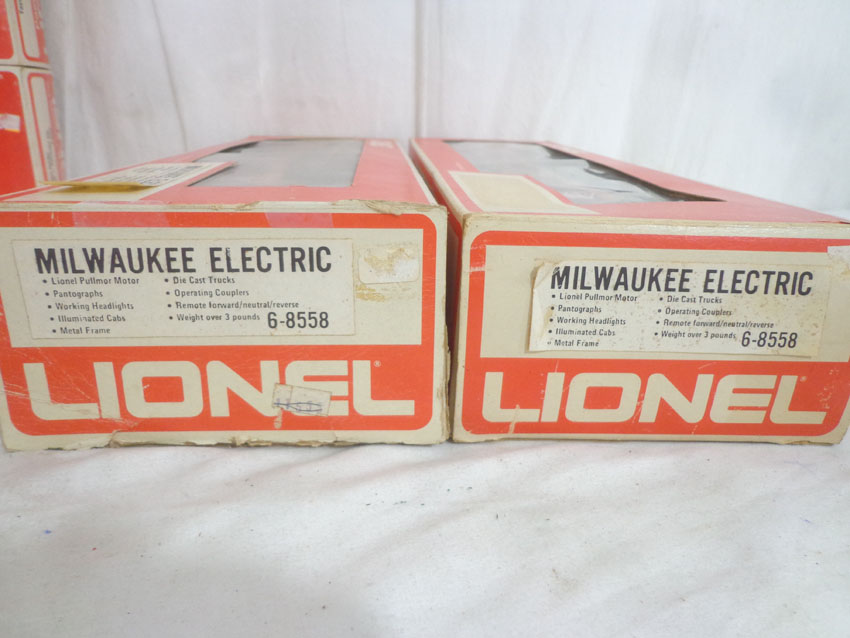 MILWAUKEE ELECTRIC
• Lionel Pullmor Motor • Die Cast Trucks
• Pantographs • Operating Couplers
• Working Headlights • Remote forward/neutral/reverse
• Illuminated Cabs • Weight over 3 pounds 6-8558
• Metal Frame
LIONEL
MILWAUKEE ELECTRIC
• Lionel Pullmor Motor • Die Cast Trucks
• Pantographs • Operating Couplers
• Working Headlights • Remote forward/neutral/reverse
• Illuminated Cabs • Weight over 3 pounds 6-8558
• Metal Frame
LIONEL